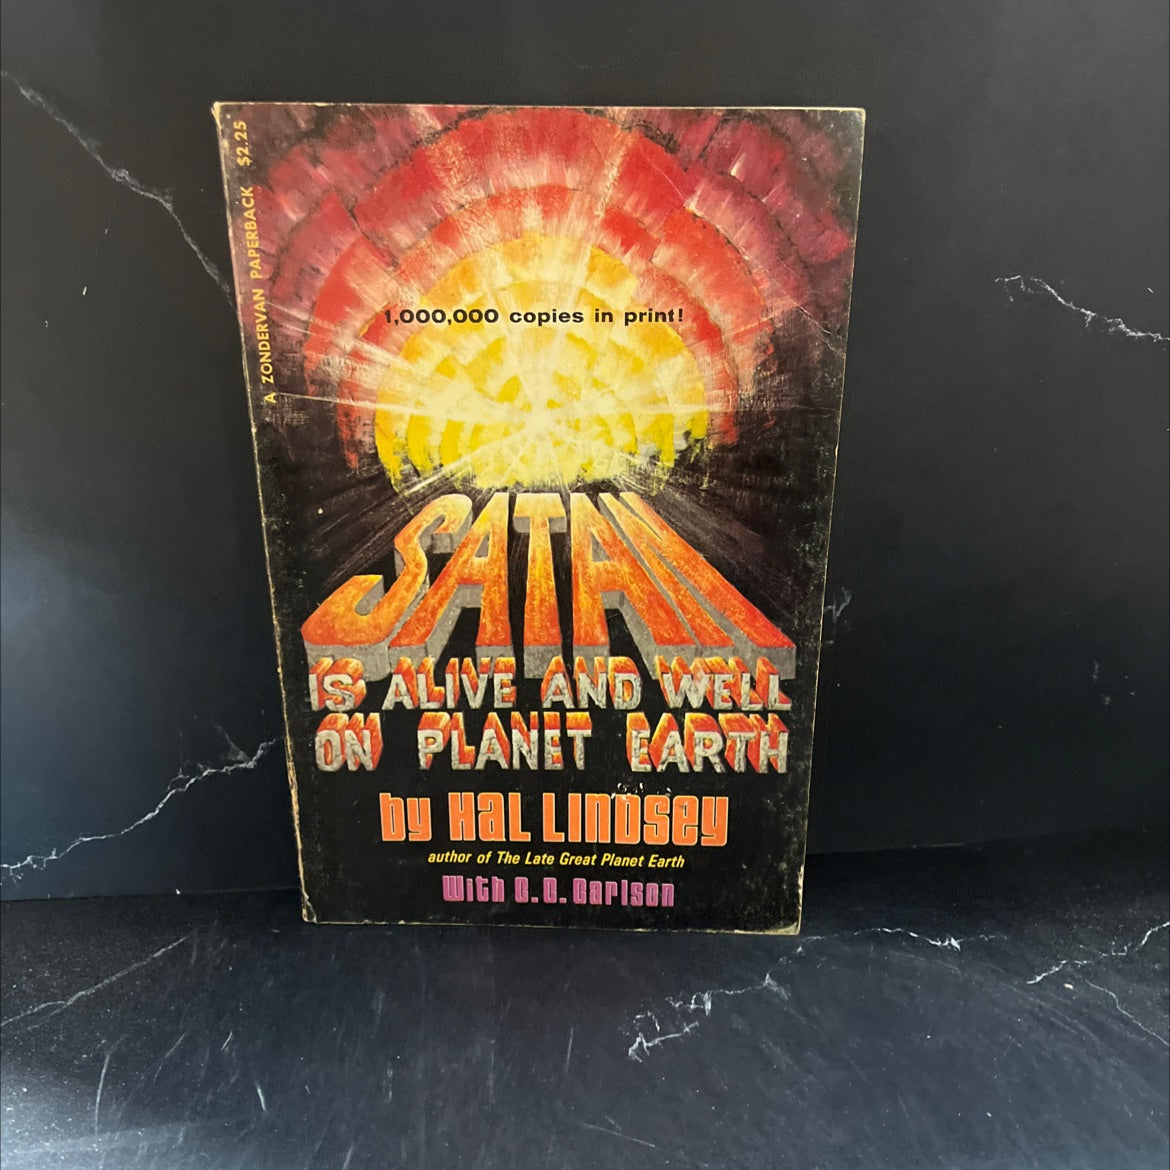 A ZONDERVAN PAPERBACK $2.25
1,000,000 copies in print!
SATAN
IS ALIVE AND WELL
ON PLANET EARTH
by Hal Lindsey
author of The Late Great Planet Earth
With C. C. Carlson